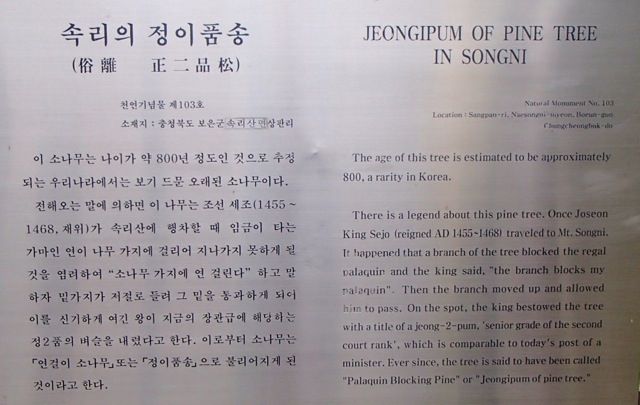 속리의 정이품송
(俗離 正二品松)
천연기념물 제103호
소재지 : 충청북도 보은군 속리산면 상판리
이 소나무는 나이가 약 800년 정도인 것으로 추정
되는 우리나라에서는 보기 드문 오래된 소나무이다.
전해오는 말에 의하면 이 나무는 조선 세조(1455 ~
1468, 재위)가 속리산에 행차할 때 임금이 타는
가마인 연이 나무 가지에 걸리어 지나가지 못하게 될
것을 염려하여 "소나무 가지에 연 걸린다" 하고 말
하자 밑가지가 저절로 들려 그 밑을 통과하게 되어
이를 신기하게 여긴 왕이 지금의 장관급에 해당하는
정2품의 벼슬을 내렸다고 한다. 이로부터 소나무는
「연걸이 소나무」또는「정이품송」으로 불리어지게 된
것이라고 한다.
JEONGIPUM OF PINE TREE
IN SONGNI
Natural Monument No. 103
Location : Sangpan-ri, Naesongni-myeon, Boeun-gun
Chungcheongbuk-do
The age of this tree is estimated to be approximately
800, a rarity in Korea.
There is a legend about this pine tree. Once Joseon
King Sejo (reigned AD 1455~1468) traveled to Mt. Songni.
It happened that a branch of the tree blocked the regal
palaquin and the king said, "the branch blocks my
palaquin". Then the branch moved up and allowed
him to pass. On the spot, the king bestowed the tree
with a title of a jeong-2-pum, 'senior grade of the second
court rank', which is comparable to today's post of a
minister. Ever since, the tree is said to have been called
"Palaquin Blocking Pine" or "Jeongipum of pine tree."